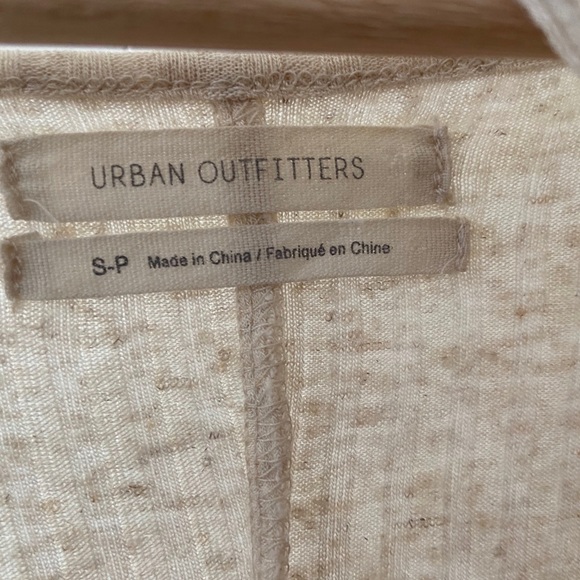 URBAN OUTFITTERS
S-P Made in China / Fabriqué en Chine